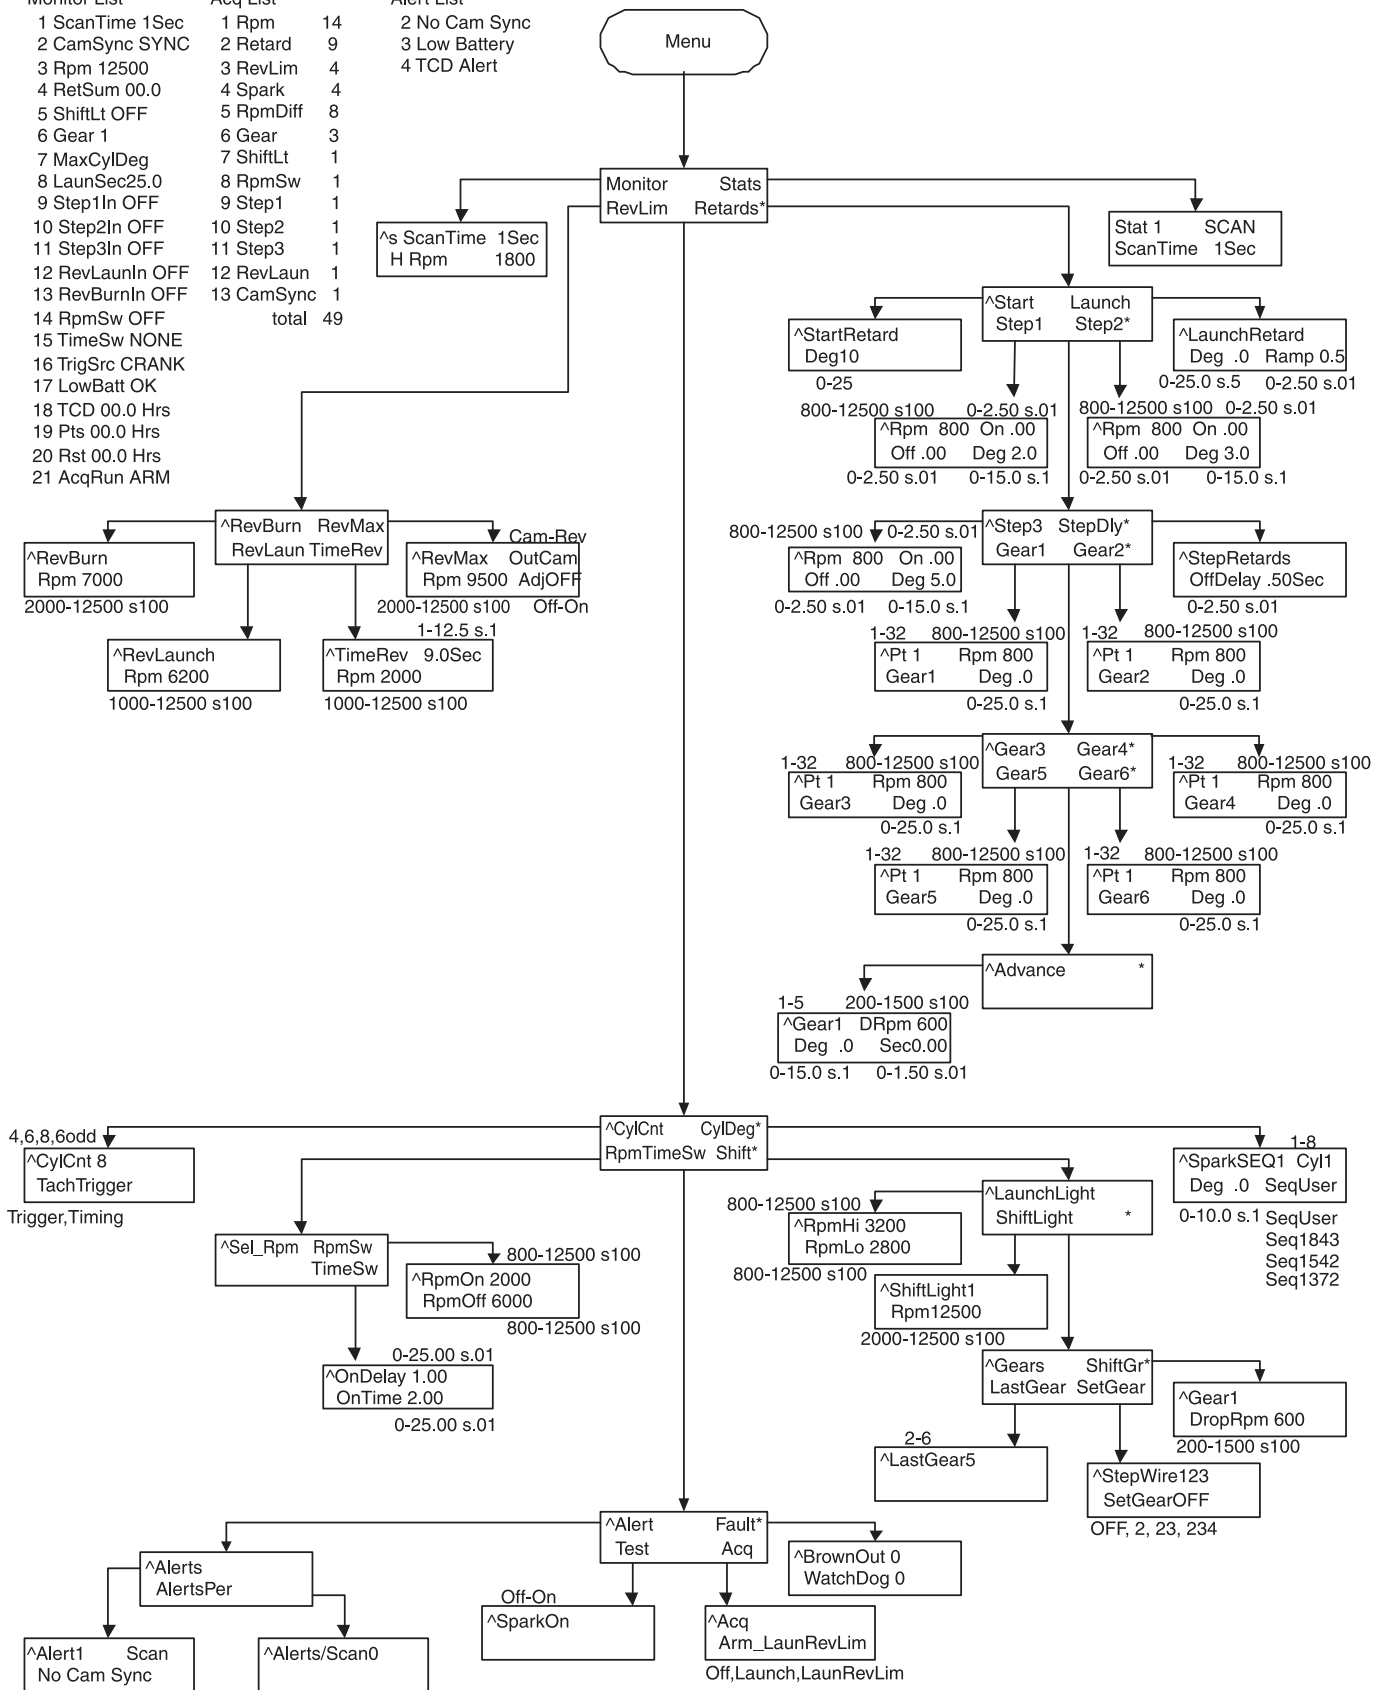 Monitor List
1 ScanTime 1Sec
2 CamSync SYNC
3 Rpm 12500
4 RetSum 00.0
5 ShiftLt OFF
6 Gear 1
7 MaxCylDeg
8 LaunSec25.0
9 Step1In OFF
10 Step2In OFF
11 Step3In OFF
12 RevLaunIn OFF
13 RevBurnIn OFF
14 RpmSw OFF
15 TimeSw NONE
16 TrigSrc CRANK
17 LowBatt OK
18 TCD 00.0 Hrs
19 Pts 00.0 Hrs
20 Rst 00.0 Hrs
21 AcqRun ARM
Acq List
1 Rpm 14
2 Retard 9
3 RevLim 4
4 Spark 4
5 RpmDiff 8
6 Gear 3
7 ShiftLt 1
8 RpmSw 1
9 Step1 1
10 Step2 1
11 Step3 1
12 RevLaun 1
13 CamSync 1
total 49
Alert List
2 No Cam Sync
3 Low Battery
4 TCD Alert
Menu
Monitor Stats
RevLim Retards*
^s ScanTime 1Sec
H Rpm 1800
Stat 1 SCAN
ScanTime 1Sec
^Start Launch
Step1 Step2*
^StartRetard
Deg10
0-25
^LaunchRetard
Deg .0 Ramp 0.5
0-25.0 s.5 0-2.50 s.01
800-12500 s100 0-2.50 s.01
^Rpm 800 On .00
Off .00 Deg 2.0
0-2.50 s.01 0-15.0 s.1
800-12500 s100 0-2.50 s.01
^Rpm 800 On .00
Off .00 Deg 3.0
0-2.50 s.01 0-15.0 s.1
^RevBurn RevMax
RevLaun TimeRev
^RevBurn
Rpm 7000
2000-12500 s100
Cam-Rev
^RevMax OutCam
Rpm 9500 AdjOFF
2000-12500 s100 Off-On
^RevLaunch
Rpm 6200
1000-12500 s100
1-12.5 s.1
^TimeRev 9.0Sec
Rpm 2000
1000-12500 s100
^Step3 StepDly*
Gear1 Gear2*
800-12500 s100 0-2.50 s.01
^Rpm 800 On .00
Off .00 Deg 5.0
0-2.50 s.01 0-15.0 s.1
^StepRetards
OffDelay .50Sec
0-2.50 s.01
1-32 800-12500 s100
^Pt 1 Rpm 800
Gear1 Deg .0
0-25.0 s.1
1-32 800-12500 s100
^Pt 1 Rpm 800
Gear2 Deg .0
0-25.0 s.1
^Gear3 Gear4*
Gear5 Gear6*
1-32 800-12500 s100
^Pt 1 Rpm 800
Gear3 Deg .0
0-25.0 s.1
1-32 800-12500 s100
^Pt 1 Rpm 800
Gear4 Deg .0
0-25.0 s.1
1-32 800-12500 s100
^Pt 1 Rpm 800
Gear5 Deg .0
0-25.0 s.1
1-32 800-12500 s100
^Pt 1 Rpm 800
Gear6 Deg .0
0-25.0 s.1
^Advance *
1-5 200-1500 s100
^Gear1 DRpm 600
Deg .0 Sec0.00
0-15.0 s.1 0-1.50 s.01
^CylCnt CylDeg*
RpmTimeSw Shift*
4,6,8,6odd
^CylCnt 8
TachTrigger
Trigger,Timing
1-8
^SparkSEQ1 Cyl1
Deg .0 SeqUser
0-10.0 s.1 SeqUser
Seq1843
Seq1542
Seq1372
^Sel_Rpm RpmSw
TimeSw
800-12500 s100
^RpmOn 2000
RpmOff 6000
800-12500 s100
0-25.00 s.01
^OnDelay 1.00
OnTime 2.00
0-25.00 s.01
^LaunchLight
ShiftLight *
800-12500 s100
^RpmHi 3200
RpmLo 2800
800-12500 s100
^ShiftLight1
Rpm12500
2000-12500 s100
^Gears ShiftGr*
LastGear SetGear
^Gear1
DropRpm 600
200-1500 s100
2-6
^LastGear5
^StepWire123
SetGearOFF
OFF, 2, 23, 234
^Alert Fault*
Test Acq
^Alerts
AlertsPer
^Alert1 Scan
No Cam Sync
^Alerts/Scan0
Off-On
^SparkOn
^Acq
Arm_LaunRevLim
Off,Launch,LaunRevLim
^BrownOut 0
WatchDog 0